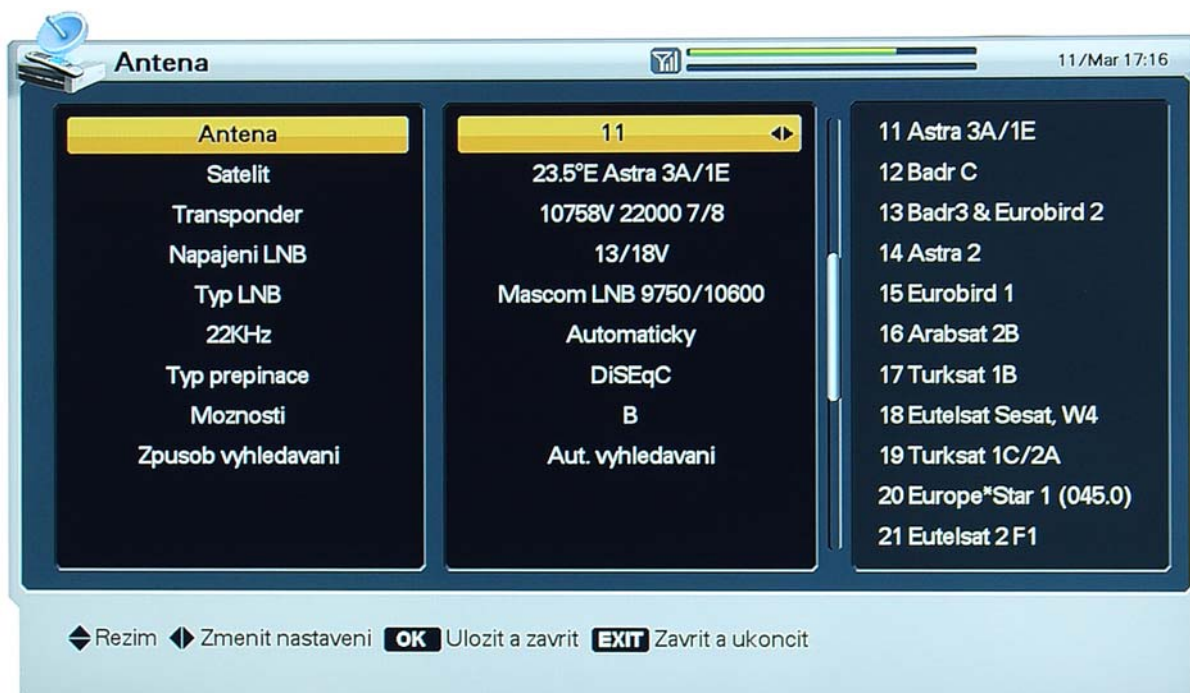 Antena
11/Mar 17:16
Antena 11
Satelit 23.5°E Astra 3A/1E
Transponder 10758V 22000 7/8
Napajeni LNB 13/18V
Typ LNB Mascom LNB 9750/10600
22KHz Automaticky
Typ prepinace DiSEqC
Moznosti B
Zpusob vyhledavani Aut. vyhledavani
11 Astra 3A/1E
12 Badr C
13 Badr3 & Eurobird 2
14 Astra 2
15 Eurobird 1
16 Arabsat 2B
17 Turksat 1B
18 Eutelsat Sesat, W4
19 Turksat 1C/2A
20 Europe*Star 1 (045.0)
21 Eutelsat 2 F1
Rezim Zmenit nastaveni OK Ulozit a zavrit EXIT Zavrit a ukoncit